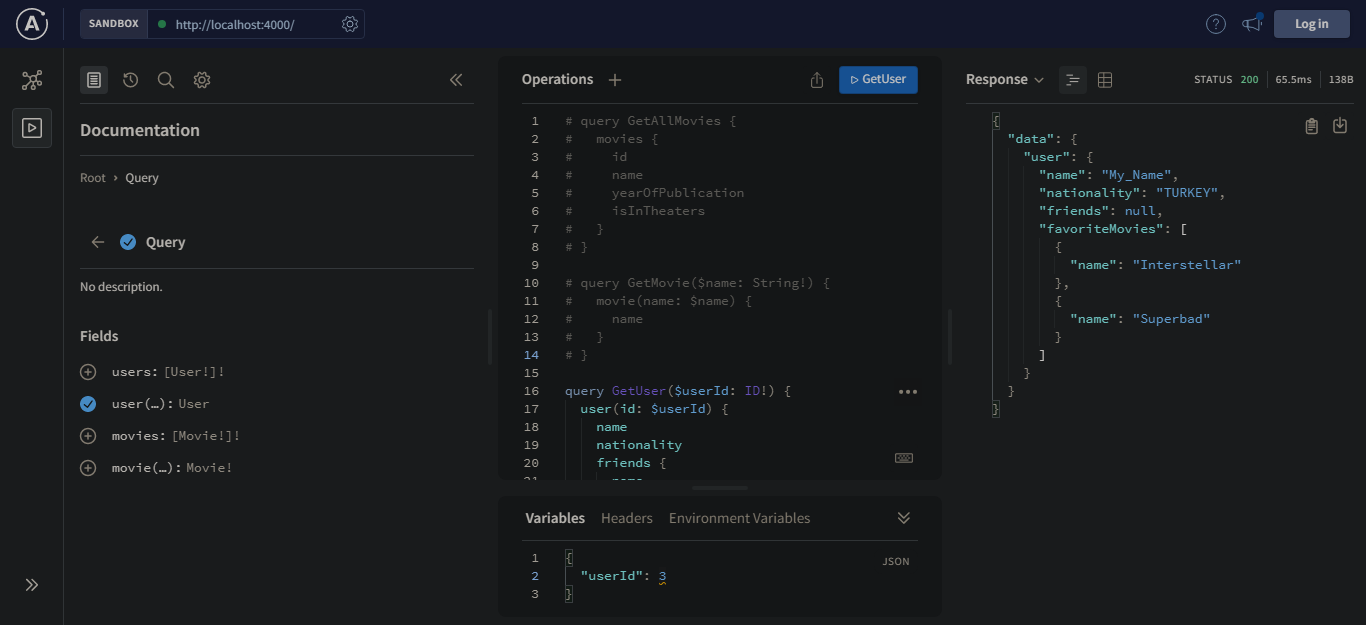 A
SANDBOX
http://localhost:4000/
?
Log in
Documentation
Root › Query
Query
No description.
Fields
users: [User!]!
user(…): User
movies: [Movie!]!
movie(…): Movie!
Operations
GetUser
1 # query GetAllMovies {
2 #   movies {
3 #     id
4 #     name
5 #     yearOfPublication
6 #     isInTheaters
7 #   }
8 # }
9
10 # query GetMovie($name: String!) {
11 #   movie(name: $name) {
12 #     name
13 #   }
14 # }
15
16 query GetUser($userId: ID!) {
17   user(id: $userId) {
18     name
19     nationality
20     friends {
21       name
Variables Headers Environment Variables
JSON
1 {
2   "userId": 3
3 }
Response
STATUS 200 65.5ms 138B
{
  "data": {
    "user": {
      "name": "My_Name",
      "nationality": "TURKEY",
      "friends": null,
      "favoriteMovies": [
        {
          "name": "Interstellar"
        },
        {
          "name": "Superbad"
        }
      ]
    }
  }
}